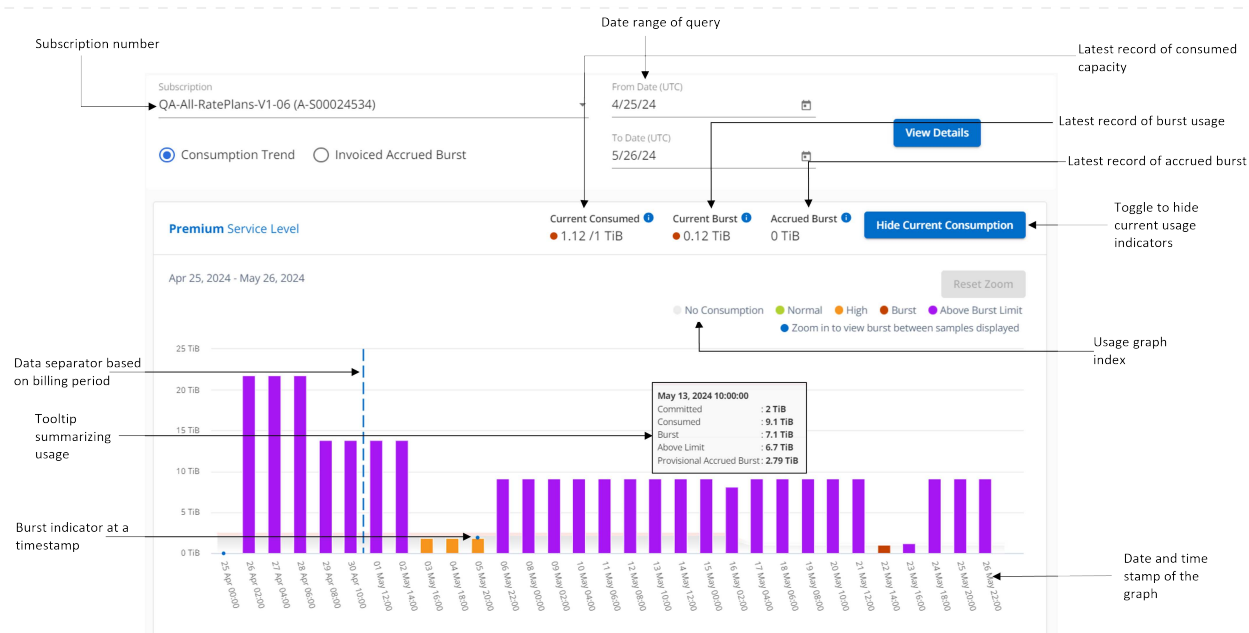 Date range of query
Subscription number
Latest record of consumed
capacity
Subscription
QA-All-RatePlans-V1-06 (A-S00024534)
From Date (UTC)
4/25/24
To Date (UTC)
5/26/24
View Details
Latest record of burst usage
Latest record of accrued burst
Consumption Trend
Invoiced Accrued Burst
Premium Service Level
Current Consumed
1.12 /1 TiB
Current Burst
0.12 TiB
Accrued Burst
0 TiB
Hide Current Consumption
Toggle to hide
current usage
indicators
Apr 25, 2024 - May 26, 2024
Reset Zoom
No Consumption
Normal
High
Burst
Above Burst Limit
Zoom in to view burst between samples displayed
Usage graph
index
Data separator based
on billing period
Tooltip
summarizing
usage
Burst indicator at a
timestamp
25 TiB
20 TiB
15 TiB
10 TiB
5 TiB
0 TiB
May 13, 2024 10:00:00
Committed : 2 TiB
Consumed : 9.1 TiB
Burst : 7.1 TiB
Above Limit : 6.7 TiB
Provisional Accrued Burst : 2.79 TiB
25 Apr 00:00
26 Apr 02:00
27 Apr 04:00
28 Apr 06:00
29 Apr 08:00
30 Apr 10:00
01 May 12:00
02 May 14:00
03 May 16:00
04 May 18:00
05 May 20:00
06 May 22:00
08 May 00:00
09 May 02:00
10 May 04:00
11 May 06:00
12 May 08:00
13 May 10:00
14 May 12:00
15 May 00:00
16 May 02:00
17 May 04:00
18 May 06:00
19 May 08:00
20 May 10:00
21 May 12:00
22 May 14:00
23 May 16:00
24 May 18:00
25 May 20:00
26 May 22:00
Date and time
stamp of the
graph